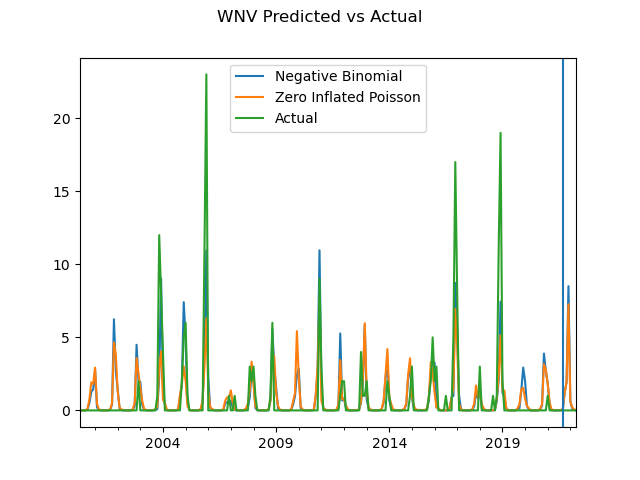 WNV Predicted vs Actual
Negative Binomial
Zero Inflated Poisson
Actual
20
15
10
5
0
2004 2009 2014 2019